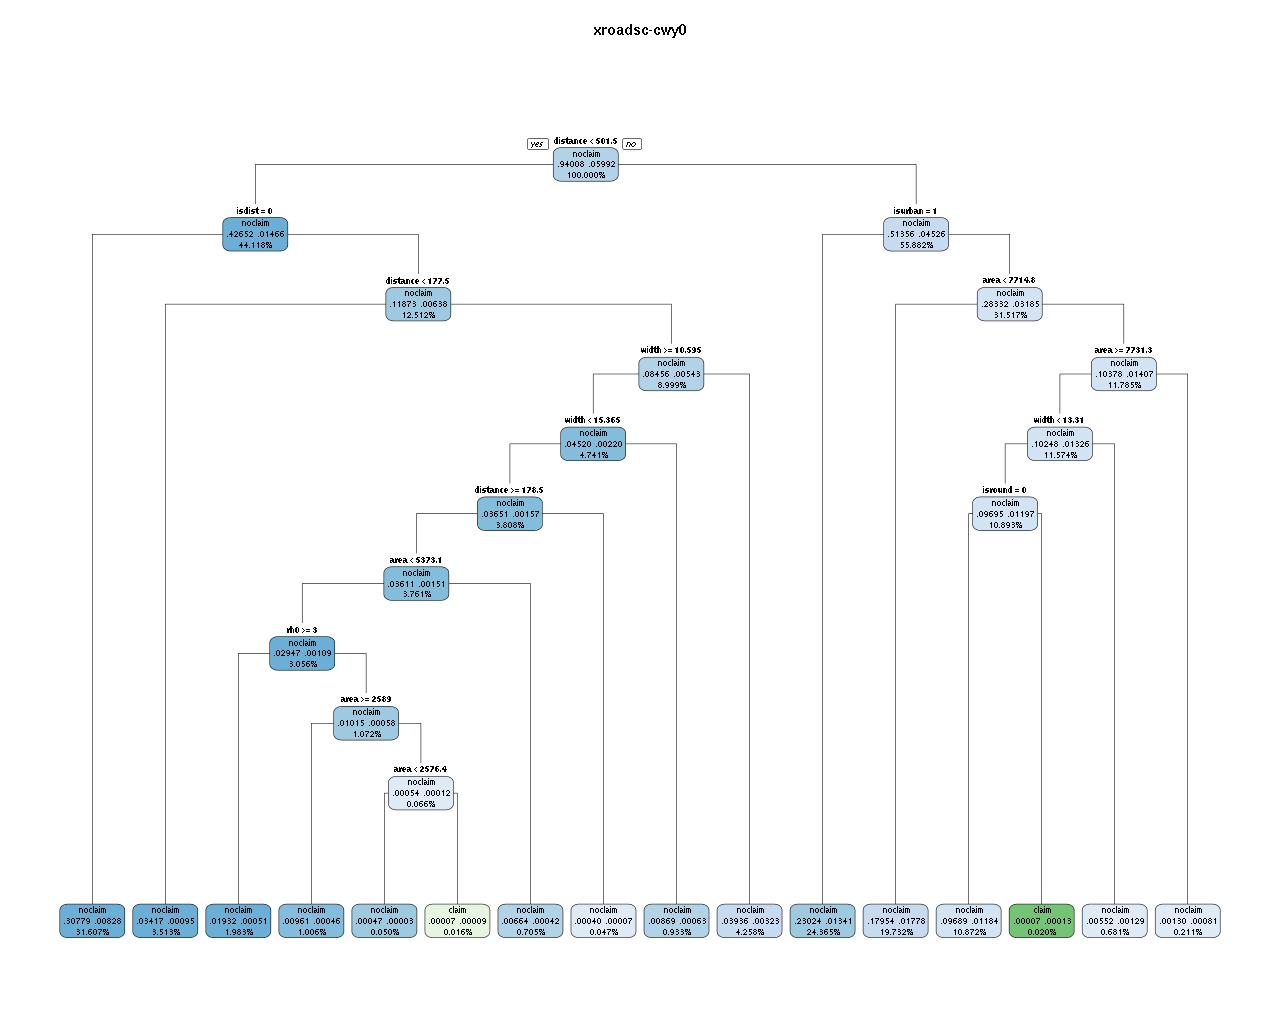 xroadsc-cwy0
yes distance < 501.5 no
noclaim
.94008 .05992
100.000%
isdist = 0
noclaim
.42652 .01466
44.118%
isurban = 1
noclaim
.51356 .04526
55.882%
distance < 177.5
noclaim
.11873 .00638
12.512%
area < 7714.8
noclaim
.28332 .03185
31.517%
width >= 10.595
noclaim
.08456 .00543
8.999%
area >= 7731.3
noclaim
.10378 .01407
11.785%
width < 15.365
noclaim
.04520 .00220
4.741%
width < 13.31
noclaim
.10248 .01326
11.574%
distance >= 178.5
noclaim
.03651 .00157
3.808%
isround = 0
noclaim
.09695 .01197
10.893%
area < 5373.1
noclaim
.03611 .00151
3.761%
rh0 >= 3
noclaim
.02947 .00109
3.056%
area >= 2589
noclaim
.01015 .00058
1.072%
area < 2576.4
noclaim
.00054 .00012
0.066%
noclaim
.30779 .00828
31.607%
noclaim
.03417 .00095
3.513%
noclaim
.01932 .00051
1.983%
noclaim
.00961 .00046
1.006%
noclaim
.00047 .00003
0.050%
claim
.00007 .00009
0.016%
noclaim
.00664 .00042
0.705%
noclaim
.00040 .00007
0.047%
noclaim
.00869 .00063
0.933%
noclaim
.03936 .00323
4.258%
noclaim
.23024 .01341
24.365%
noclaim
.17954 .01778
19.732%
noclaim
.09689 .01184
10.872%
claim
.00007 .00013
0.020%
noclaim
.00552 .00129
0.681%
noclaim
.00130 .00081
0.211%